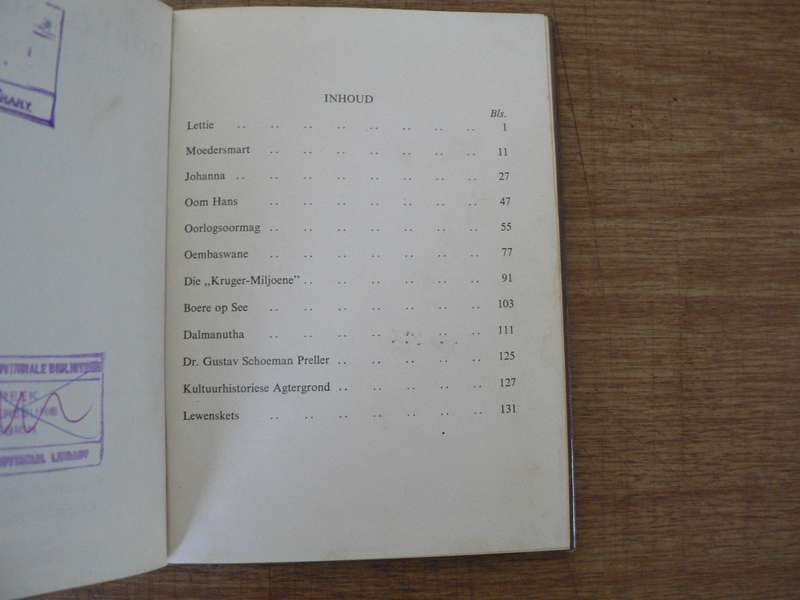 RARY.
INHOUD
Bls.
Lettie .. .. .. .. .. .. .. .. 1
Moedersmart .. .. .. .. .. .. .. 11
Johanna .. .. .. .. .. .. .. .. 27
Oom Hans .. .. .. .. .. .. .. 47
Oorlogsoormag .. .. .. .. .. .. .. 55
Oembaswane .. .. .. .. .. .. .. 77
Die „Kruger-Miljoene” .. .. .. .. .. .. 91
Boere op See .. .. .. .. .. .. .. 103
Dalmanutha .. .. .. .. .. .. .. 111
Dr. Gustav Schoeman Preller .. .. .. .. .. 125
Kultuurhistoriese Agtergrond .. .. .. .. .. 127
Lewenskets .. .. .. .. .. .. .. 131